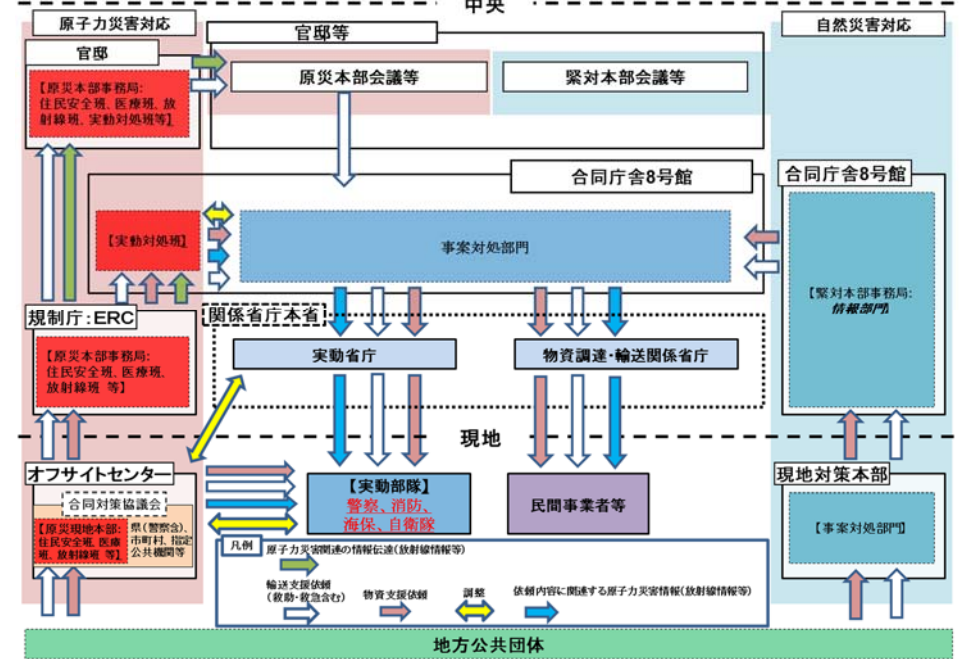 中央
原子力災害対応
自然災害対応
官邸
官邸等
【原災本部事務局:
住民安全班、医療班、放
射線班、実動対処班等】
原災本部会議等
緊対本部会議等
合同庁舎8号館
合同庁舎8号館
【実動対処班】
事案対処部門
【緊対本部事務局:
情報部門】
規制庁:ERC
関係省庁本省
【原災本部事務局:
住民安全班、医療班、
放射線班 等】
実動省庁
物資調達・輸送関係省庁
現地
オフサイトセンター
合同対策協議会
【原災現地本部:
住民安全班、医療
班、放射線班 等】
県(警察含)、
市町村、指定
公共機関等
【実動部隊】
警察、消防、
海保、自衛隊
民間事業者等
現地対策本部
【事案対処部門】
凡例
原子力災害関連の情報伝達(放射線情報等)
輸送支援依頼
(救助・救急含む)
物資支援依頼
調整
依頼内容に関連する原子力災害情報(放射線情報等)
地方公共団体